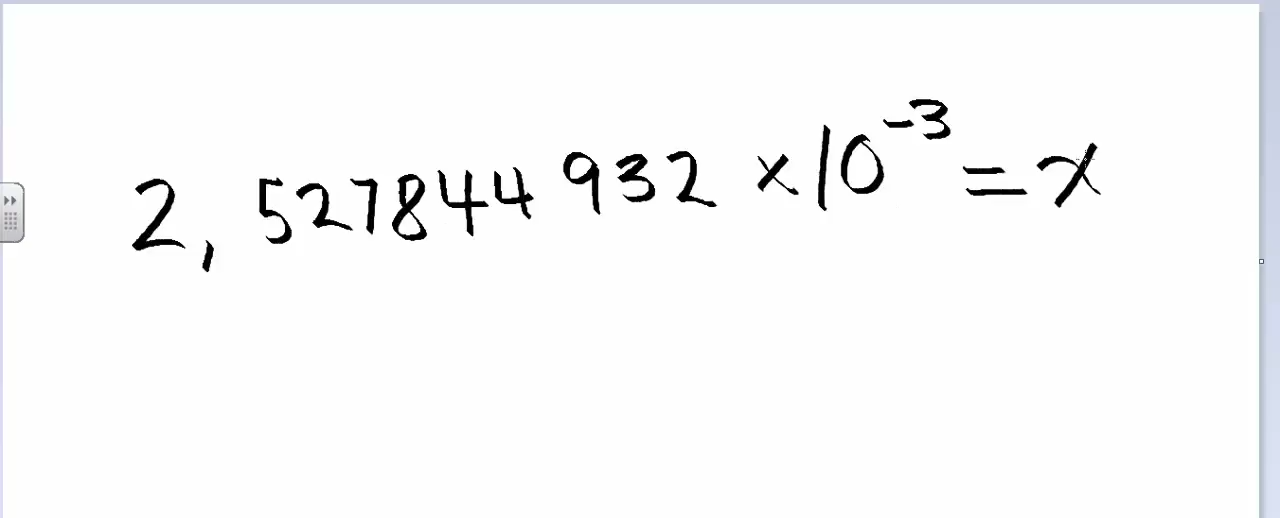 2,527844932 × 10⁻³ = x